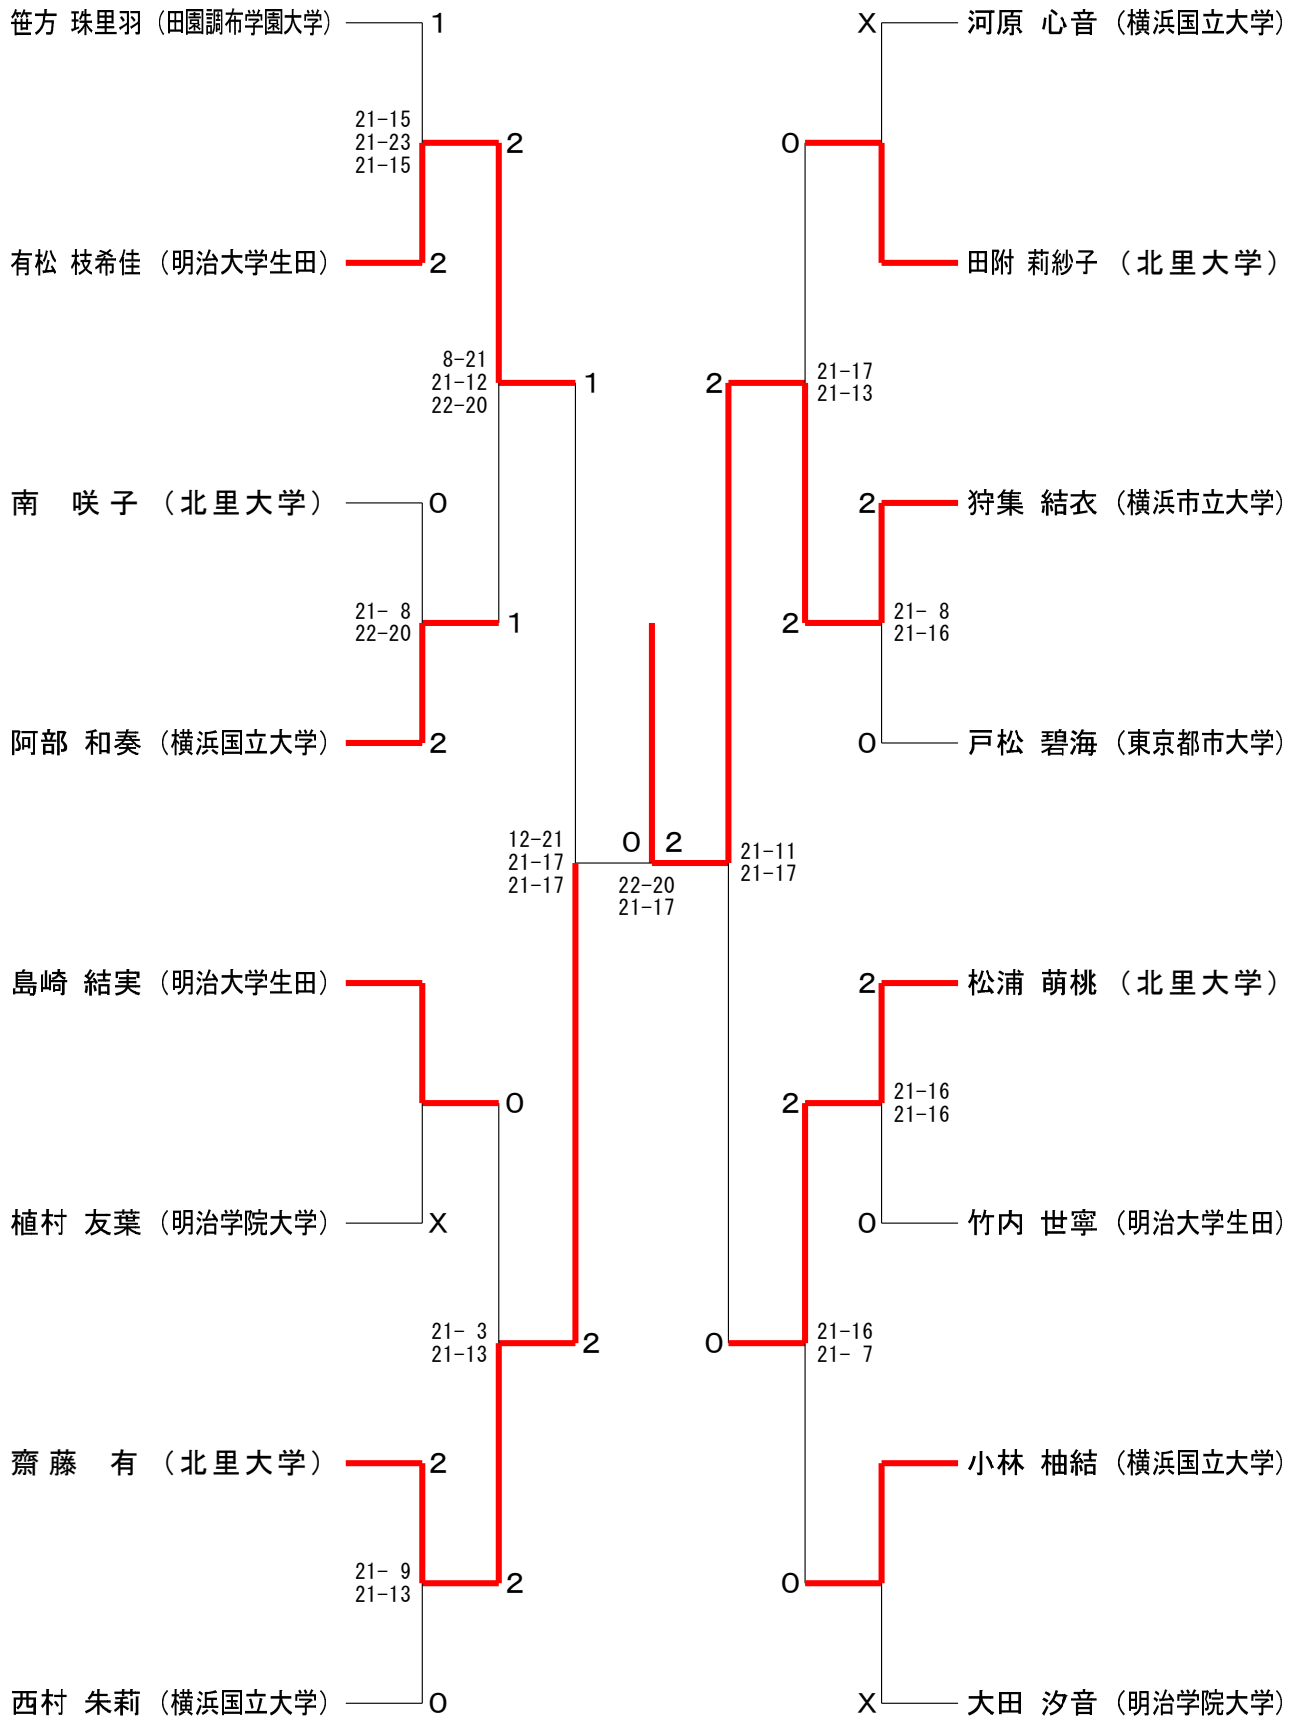 笹方 珠里羽 (田園調布学園大学) 1
21-15
21-23
21-15
2
有松 枝希佳 (明治大学生田) 2
8-21
21-12
22-20
1
南 咲子 (北里大学) 0
21- 8
22-20
1
阿部 和奏 (横浜国立大学) 2
12-21
21-17
21-17
島崎 結実 (明治大学生田)
0
植村 友葉 (明治学院大学) X
21- 3
21-13
2
齋藤 有 (北里大学) 2
21- 9
21-13
2
西村 朱莉 (横浜国立大学) 0
0 2
22-20
21-17
X 河原 心音 (横浜国立大学)
0
田附 莉紗子 (北里大学)
2
21-17
21-13
2 狩集 結衣 (横浜市立大学)
2
21- 8
21-16
0 戸松 碧海 (東京都市大学)
21-11
21-17
2 松浦 萌桃 (北里大学)
2
21-16
21-16
0 竹内 世寧 (明治大学生田)
0
21-16
21- 7
小林 柚結 (横浜国立大学)
0
X 大田 汐音 (明治学院大学)